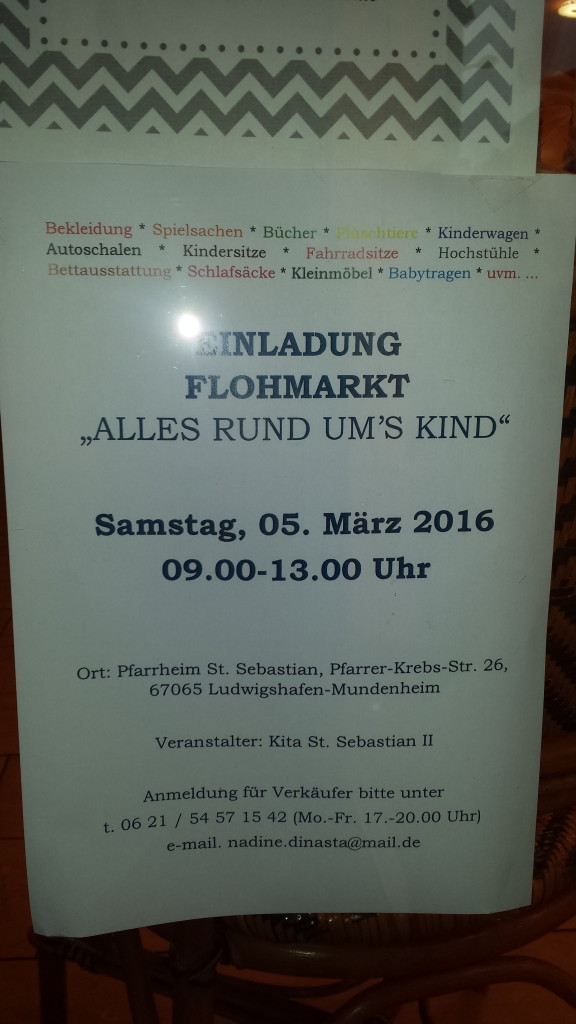 Bekleidung * Spielsachen * Bücher * Plüschtiere * Kinderwagen *
Autoschalen * Kindersitze * Fahrradsitze * Hochstühle *
Bettausstattung * Schlafsäcke * Kleinmöbel * Babytragen * uvm. ...
EINLADUNG
FLOHMARKT
„ALLES RUND UM'S KIND“
Samstag, 05. März 2016
09.00-13.00 Uhr
Ort: Pfarrheim St. Sebastian, Pfarrer-Krebs-Str. 26,
67065 Ludwigshafen-Mundenheim
Veranstalter: Kita St. Sebastian II
Anmeldung für Verkäufer bitte unter
t. 06 21 / 54 57 15 42 (Mo.-Fr. 17.-20.00 Uhr)
e-mail. nadine.dinasta@mail.de